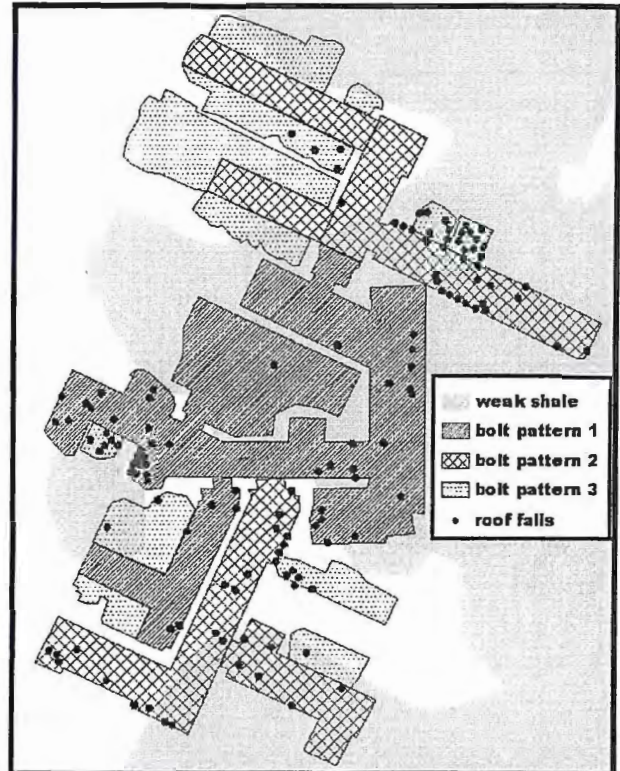 weak shale
bolt pattern 1
bolt pattern 2
bolt pattern 3
roof falls